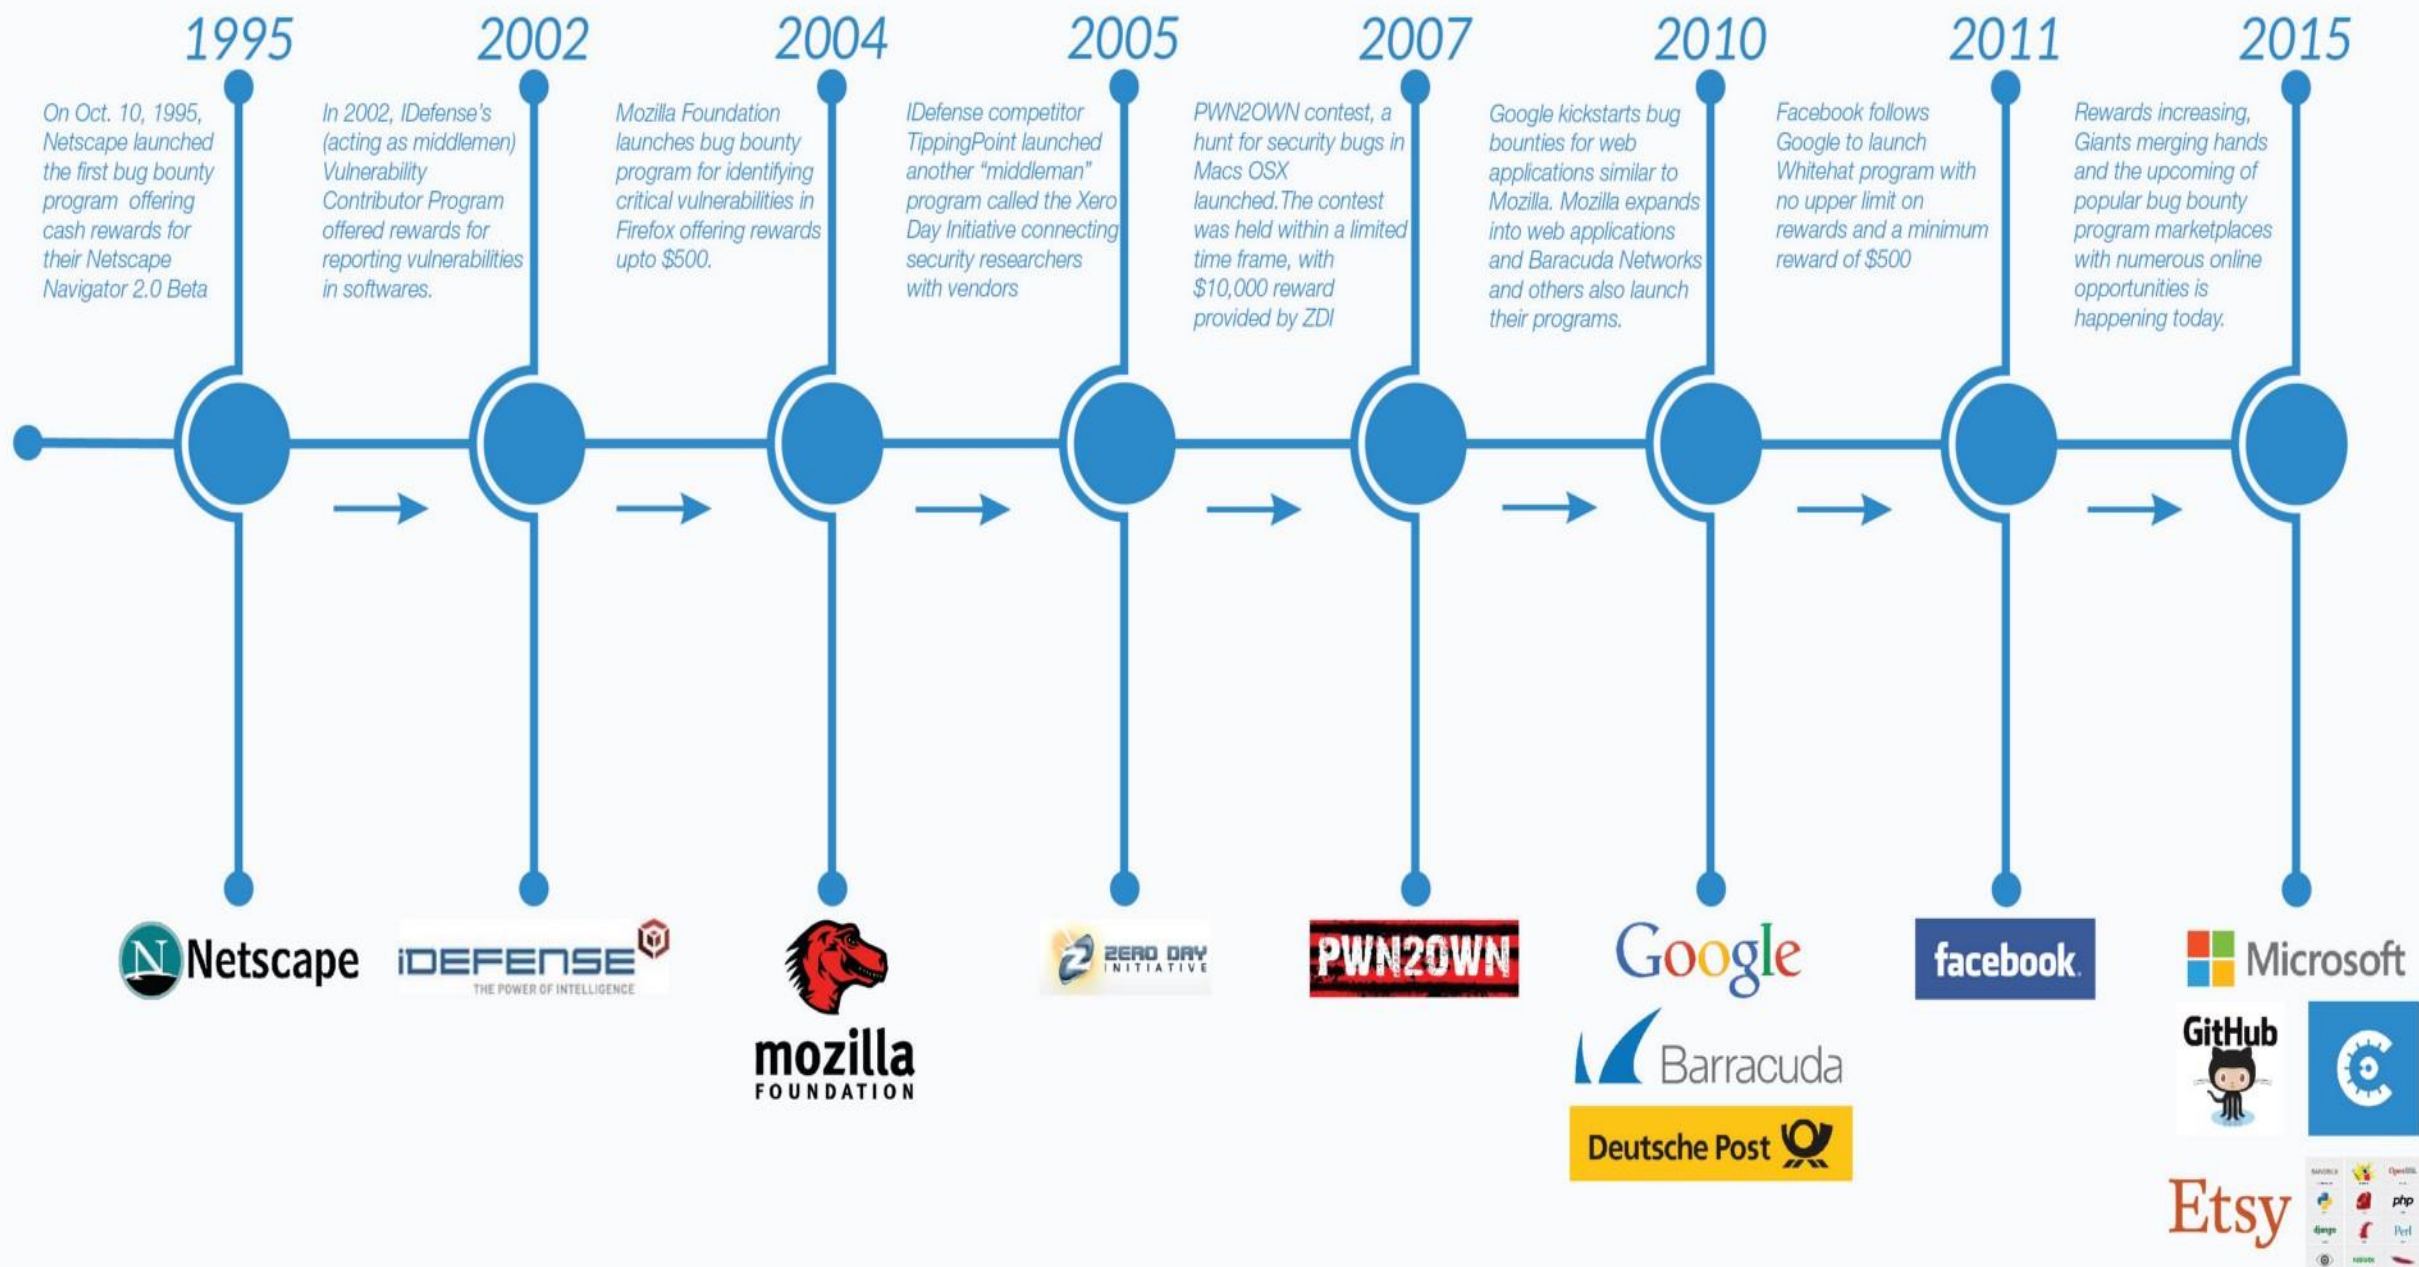 1995
On Oct. 10, 1995,
Netscape launched
the first bug bounty
program offering
cash rewards for
their Netscape
Navigator 2.0 Beta
2002
In 2002, IDefense's
(acting as middlemen)
Vulnerability
Contributor Program
offered rewards for
reporting vulnerabilities
in softwares.
2004
Mozilla Foundation
launches bug bounty
program for identifying
critical vulnerabilities in
Firefox offering rewards
upto $500.
2005
IDefense competitor
TippingPoint launched
another “middleman”
program called the Xero
Day Initiative connecting
security researchers
with vendors
2007
PWN2OWN contest, a
hunt for security bugs in
Macs OSX
launched.The contest
was held within a limited
time frame, with
$10,000 reward
provided by ZDI
2010
Google kickstarts bug
bounties for web
applications similar to
Mozilla. Mozilla expands
into web applications
and Baracuda Networks
and others also launch
their programs.
2011
Facebook follows
Google to launch
Whitehat program with
no upper limit on
rewards and a minimum
reward of $500
2015
Rewards increasing,
Giants merging hands
and the upcoming of
popular bug bounty
program marketplaces
with numerous online
opportunities is
happening today.
N Netscape
iDEFENSE
THE POWER OF INTELLIGENCE
mozilla
FOUNDATION
ZERO DAY
INITIATIVE
PWN2OWN
Google
Barracuda
Deutsche Post
facebook
Microsoft
GitHub
Etsy
OpenSSL
php
django
Perl